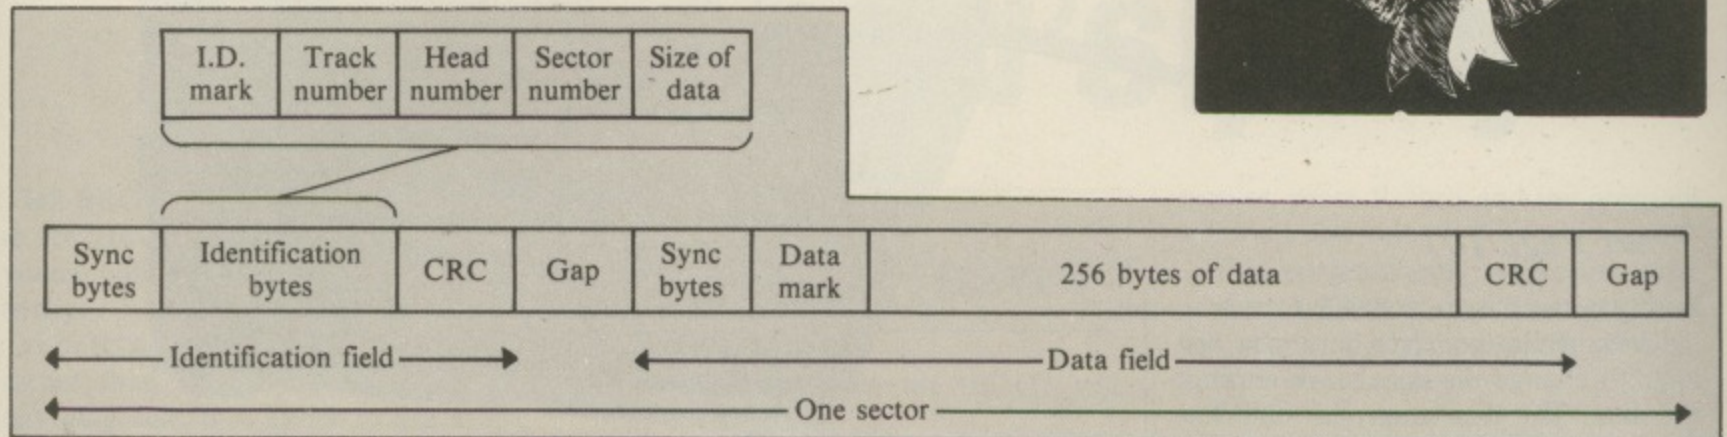 I.D. mark
Track number
Head number
Sector number
Size of data
Sync bytes
Identification bytes
CRC
Gap
Sync bytes
Data mark
256 bytes of data
CRC
Gap
Identification field
Data field
One sector